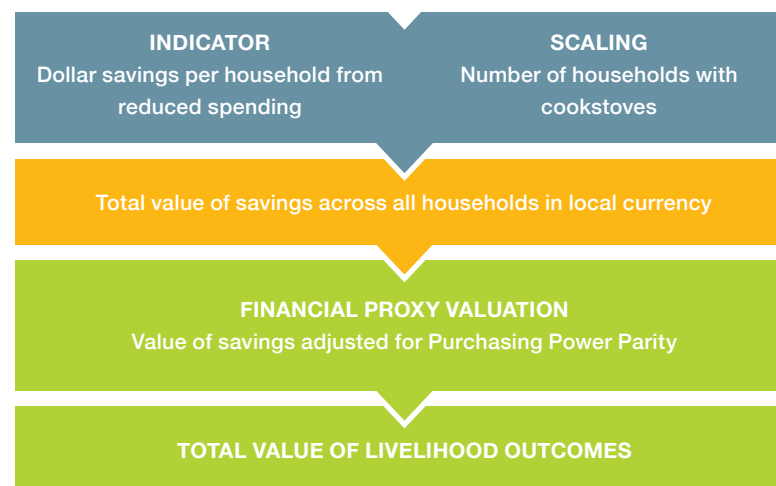 INDICATOR
Dollar savings per household from
reduced spending
SCALING
Number of households with
cookstoves
Total value of savings across all households in local currency
FINANCIAL PROXY VALUATION
Value of savings adjusted for Purchasing Power Parity
TOTAL VALUE OF LIVELIHOOD OUTCOMES